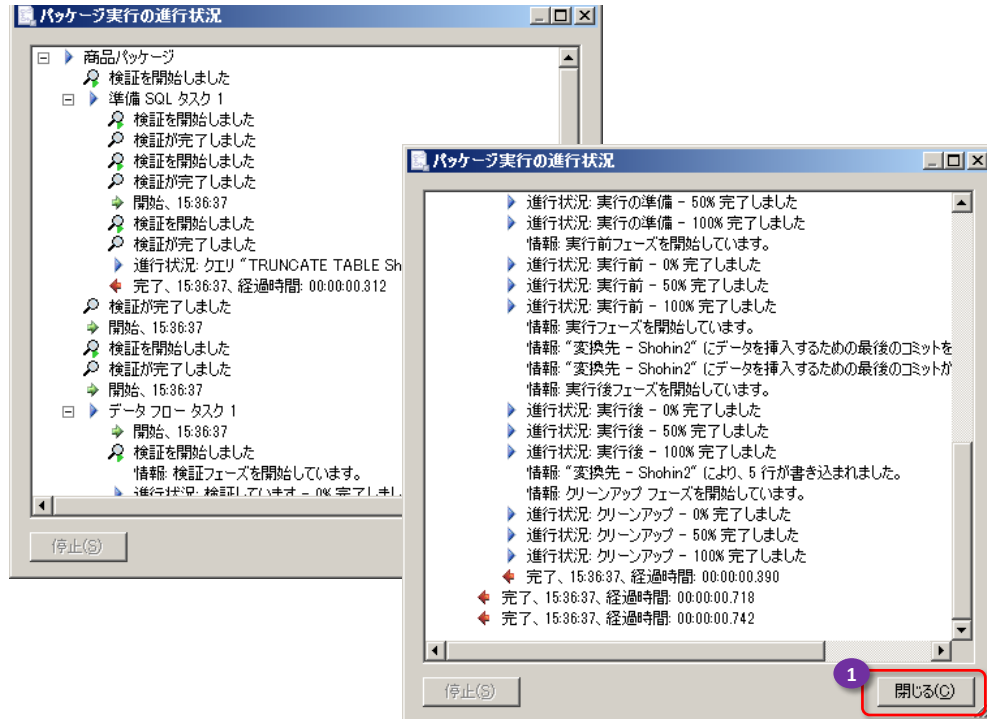 パッケージ実行の進行状況
商品パッケージ
検証を開始しました
準備 SQL タスク 1
検証を開始しました
検証が完了しました
検証を開始しました
検証が完了しました
開始、15:36:37
検証を開始しました
検証が完了しました
進行状況: クエリ "TRUNCATE TABLE Sh
完了、15:36:37、経過時間: 00:00:00.312
検証が完了しました
開始、15:36:37
検証を開始しました
検証が完了しました
開始、15:36:37
データ フロー タスク 1
開始、15:36:37
検証を開始しました
情報: 検証フェーズを開始しています。
進行状況: 検証しています - 0% 完了しまし
停止(S)
パッケージ実行の進行状況
進行状況: 実行の準備 - 50% 完了しました
進行状況: 実行の準備 - 100% 完了しました
情報: 実行前フェーズを開始しています。
進行状況: 実行前 - 0% 完了しました
進行状況: 実行前 - 50% 完了しました
進行状況: 実行前 - 100% 完了しました
情報: 実行フェーズを開始しています。
情報: "変換先 - Shohin2" にデータを挿入するための最後のコミットを
情報: "変換先 - Shohin2" にデータを挿入するための最後のコミットが
情報: 実行後フェーズを開始しています。
進行状況: 実行後 - 0% 完了しました
進行状況: 実行後 - 50% 完了しました
進行状況: 実行後 - 100% 完了しました
情報: "変換先 - Shohin2" により、5 行が書き込まれました。
情報: クリーンアップ フェーズを開始しています。
進行状況: クリーンアップ - 0% 完了しました
進行状況: クリーンアップ - 50% 完了しました
進行状況: クリーンアップ - 100% 完了しました
完了、15:36:37、経過時間: 00:00:00.390
完了、15:36:37、経過時間: 00:00:00.718
完了、15:36:37、経過時間: 00:00:00.742
停止(S)
1
閉じる(C)